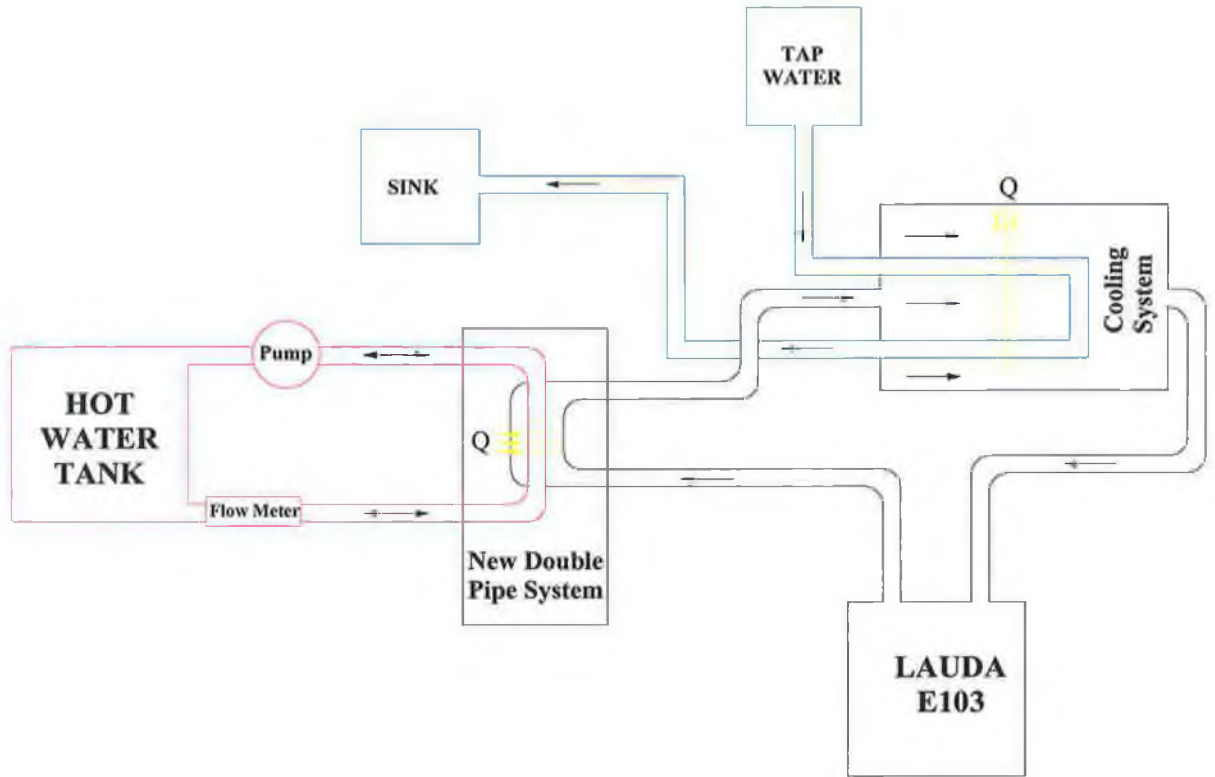 TAP
WATER
SINK
Q
Cooling
System
Pump
HOT
WATER
TANK
Q
Flow Meter
New Double
Pipe System
LAUDA
E103